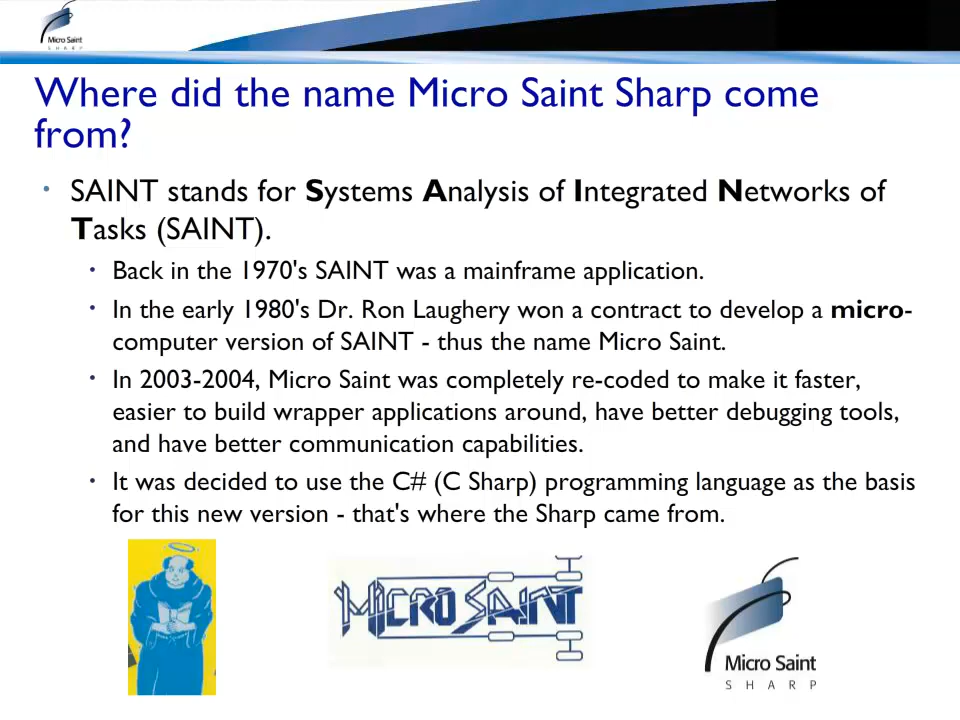 Micro Saint
SHARP
Where did the name Micro Saint Sharp come
from?
• SAINT stands for Systems Analysis of Integrated Networks of
Tasks (SAINT).
• Back in the 1970's SAINT was a mainframe application.
• In the early 1980's Dr. Ron Laughery won a contract to develop a micro-
computer version of SAINT - thus the name Micro Saint.
• In 2003-2004, Micro Saint was completely re-coded to make it faster,
easier to build wrapper applications around, have better debugging tools,
and have better communication capabilities.
• It was decided to use the C# (C Sharp) programming language as the basis
for this new version - that's where the Sharp came from.
MICRO SAINT
Micro Saint
SHARP